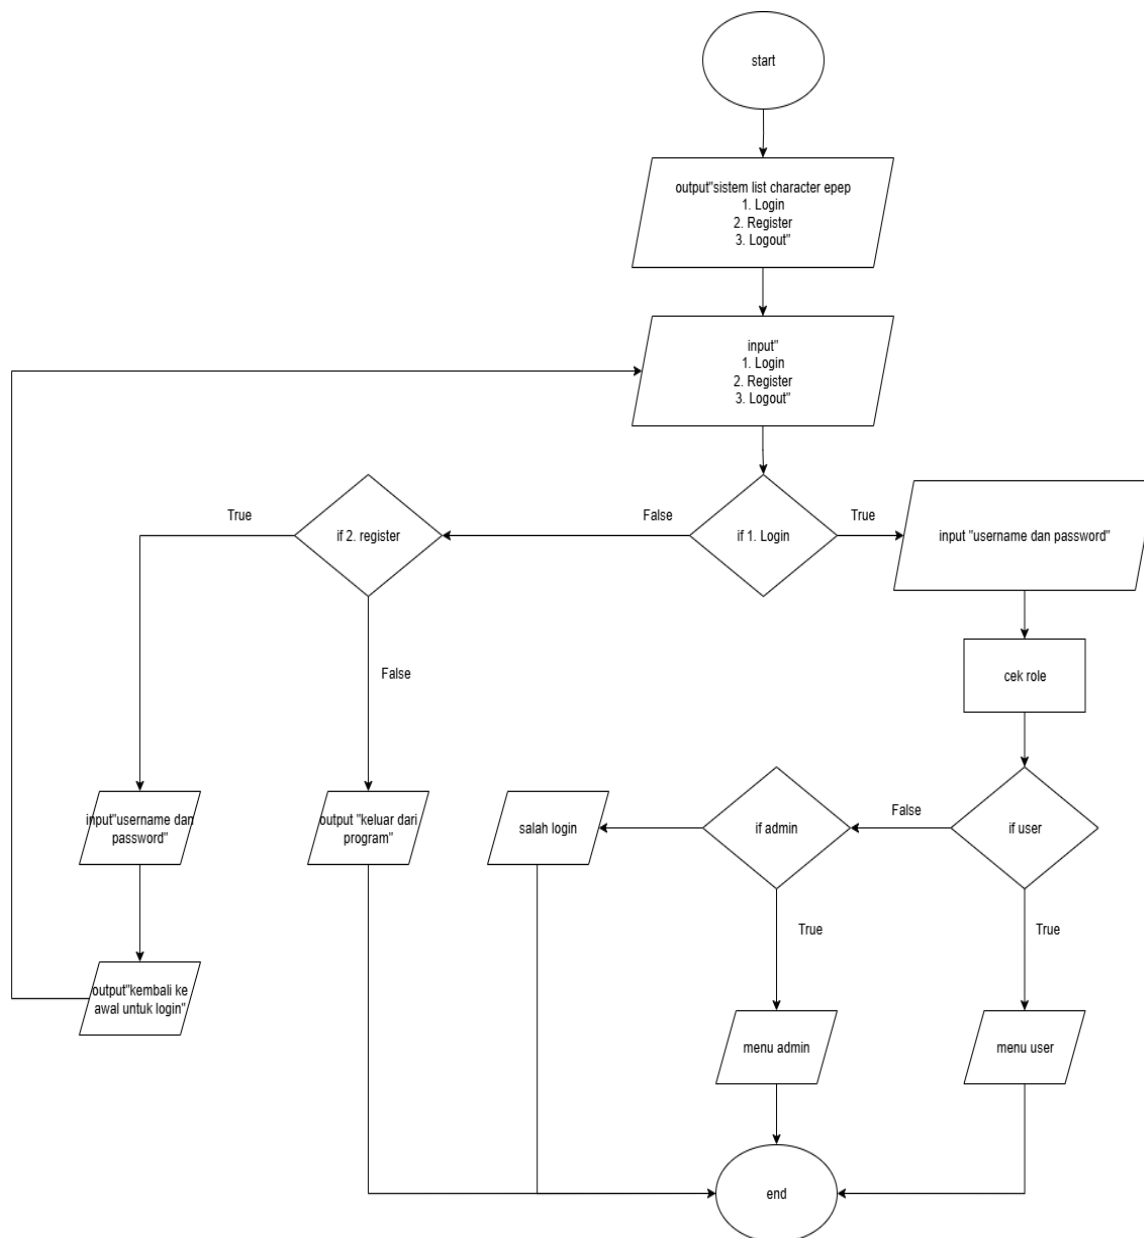 start
output"sistem list character epep
1. Login
2. Register
3. Logout"
input"
1. Login
2. Register
3. Logout"
True
if 2. register
False
if 1. Login
True
input "username dan password"
False
cek role
input"username dan
password"
output "keluar dari
program"
salah login
if admin
False
if user
True
True
output"kembali ke
awal untuk login"
menu admin
menu user
end